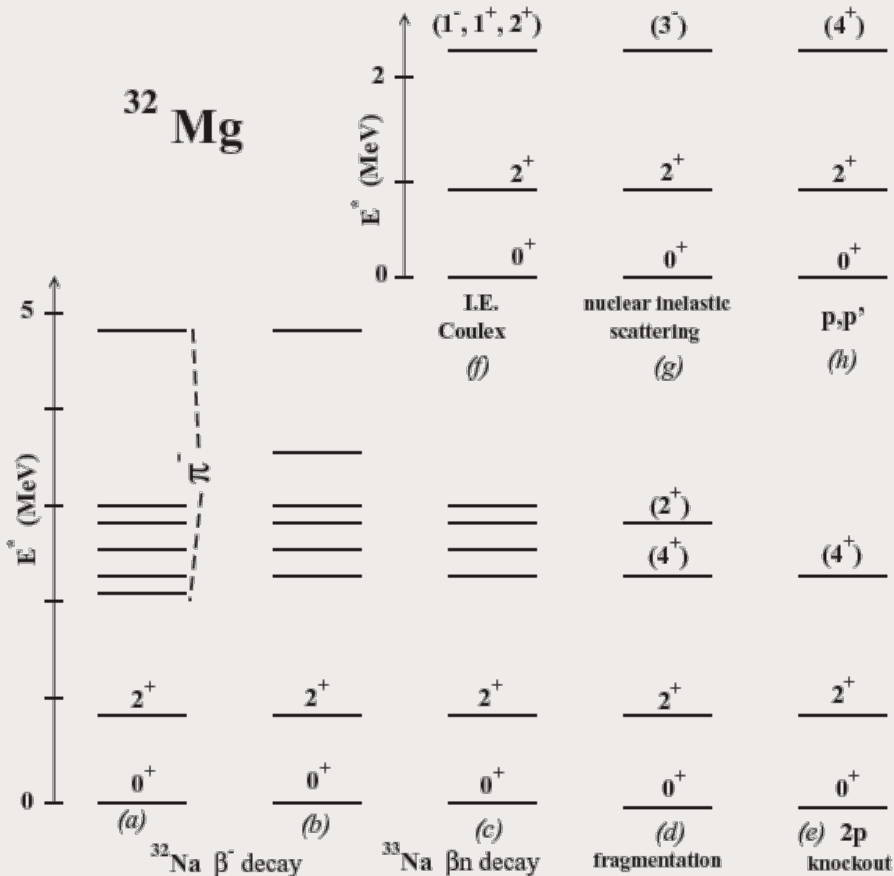 (1⁻, 1⁺, 2⁺) (3⁻) (4⁺)
2
³² Mg
E* (MeV)
2⁺ 2⁺ 2⁺
0⁺ 0⁺ 0⁺
0
I.E. Coulex
(f)
nuclear inelastic scattering
(g)
p,p’
(h)
5
E* (MeV)
π⁻
(2⁺)
(4⁺) (4⁺)
2⁺ 2⁺ 2⁺ 2⁺ 2⁺
0⁺ 0⁺ 0⁺ 0⁺ 0⁺
0
(a) (b) (c) (d) (e) 2p
³²Na β⁻ decay ³³Na βn decay fragmentation knockout